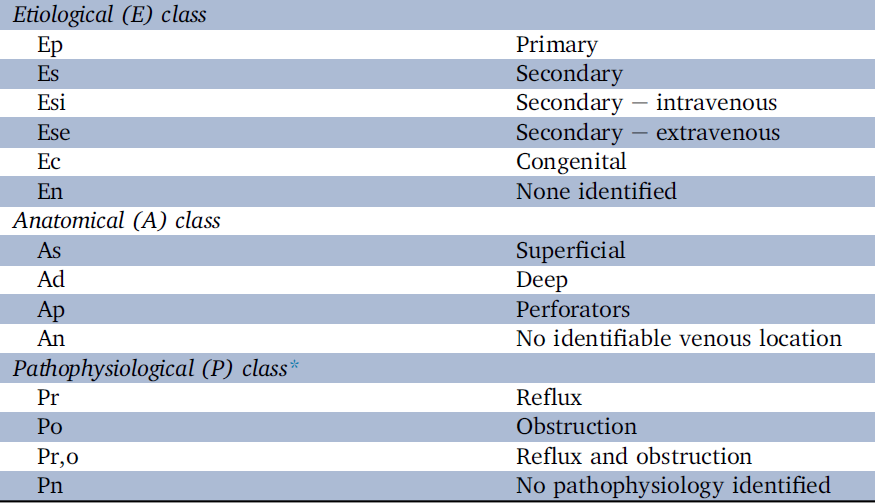 Etiological (E) class
Ep Primary
Es Secondary
Esi Secondary − intravenous
Ese Secondary − extravenous
Ec Congenital
En None identified
Anatomical (A) class
As Superficial
Ad Deep
Ap Perforators
An No identifiable venous location
Pathophysiological (P) class*
Pr Reflux
Po Obstruction
Pr,o Reflux and obstruction
Pn No pathophysiology identified